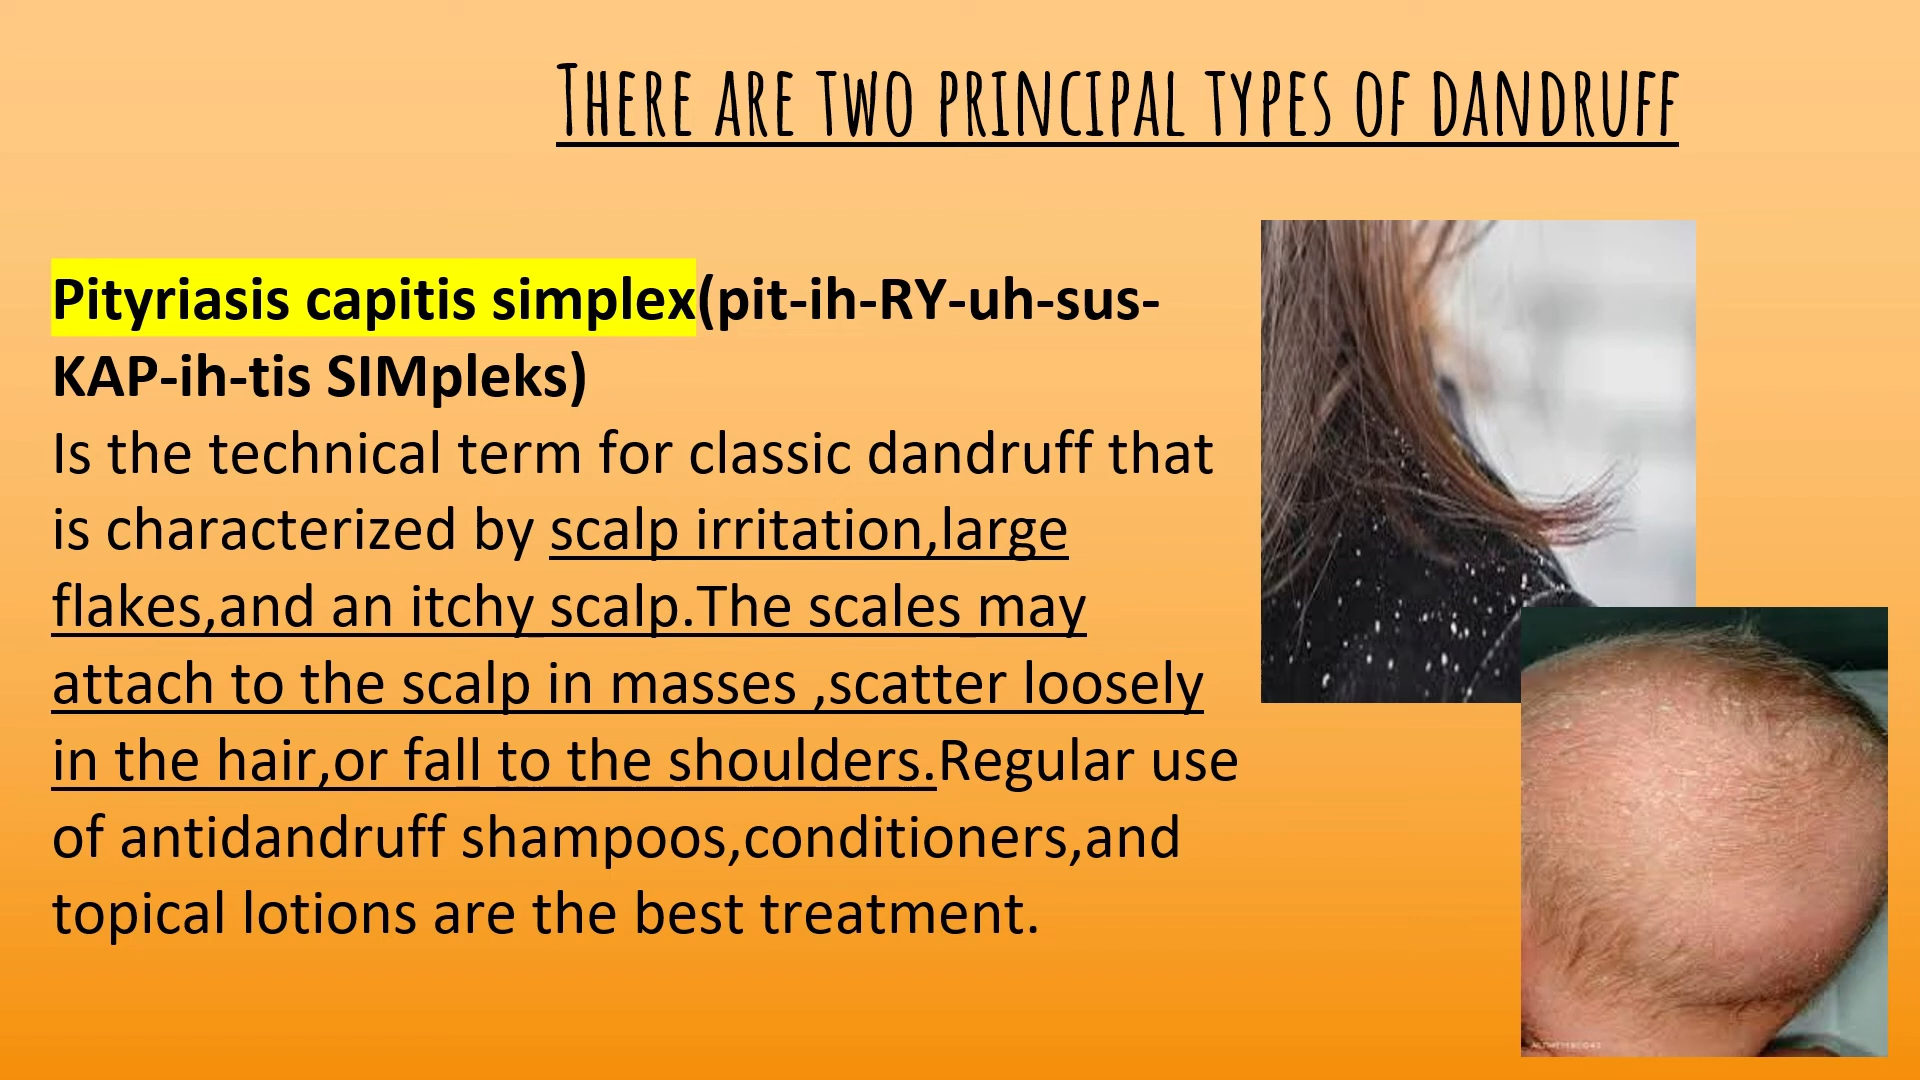 There are two principal types of dandruff
Pityriasis capitis simplex(pit-ih-RY-uh-sus-
KAP-ih-tis SIMpleks)
Is the technical term for classic dandruff that
is characterized by scalp irritation,large
flakes,and an itchy scalp.The scales may
attach to the scalp in masses ,scatter loosely
in the hair,or fall to the shoulders.Regular use
of antidandruff shampoos,conditioners,and
topical lotions are the best treatment.